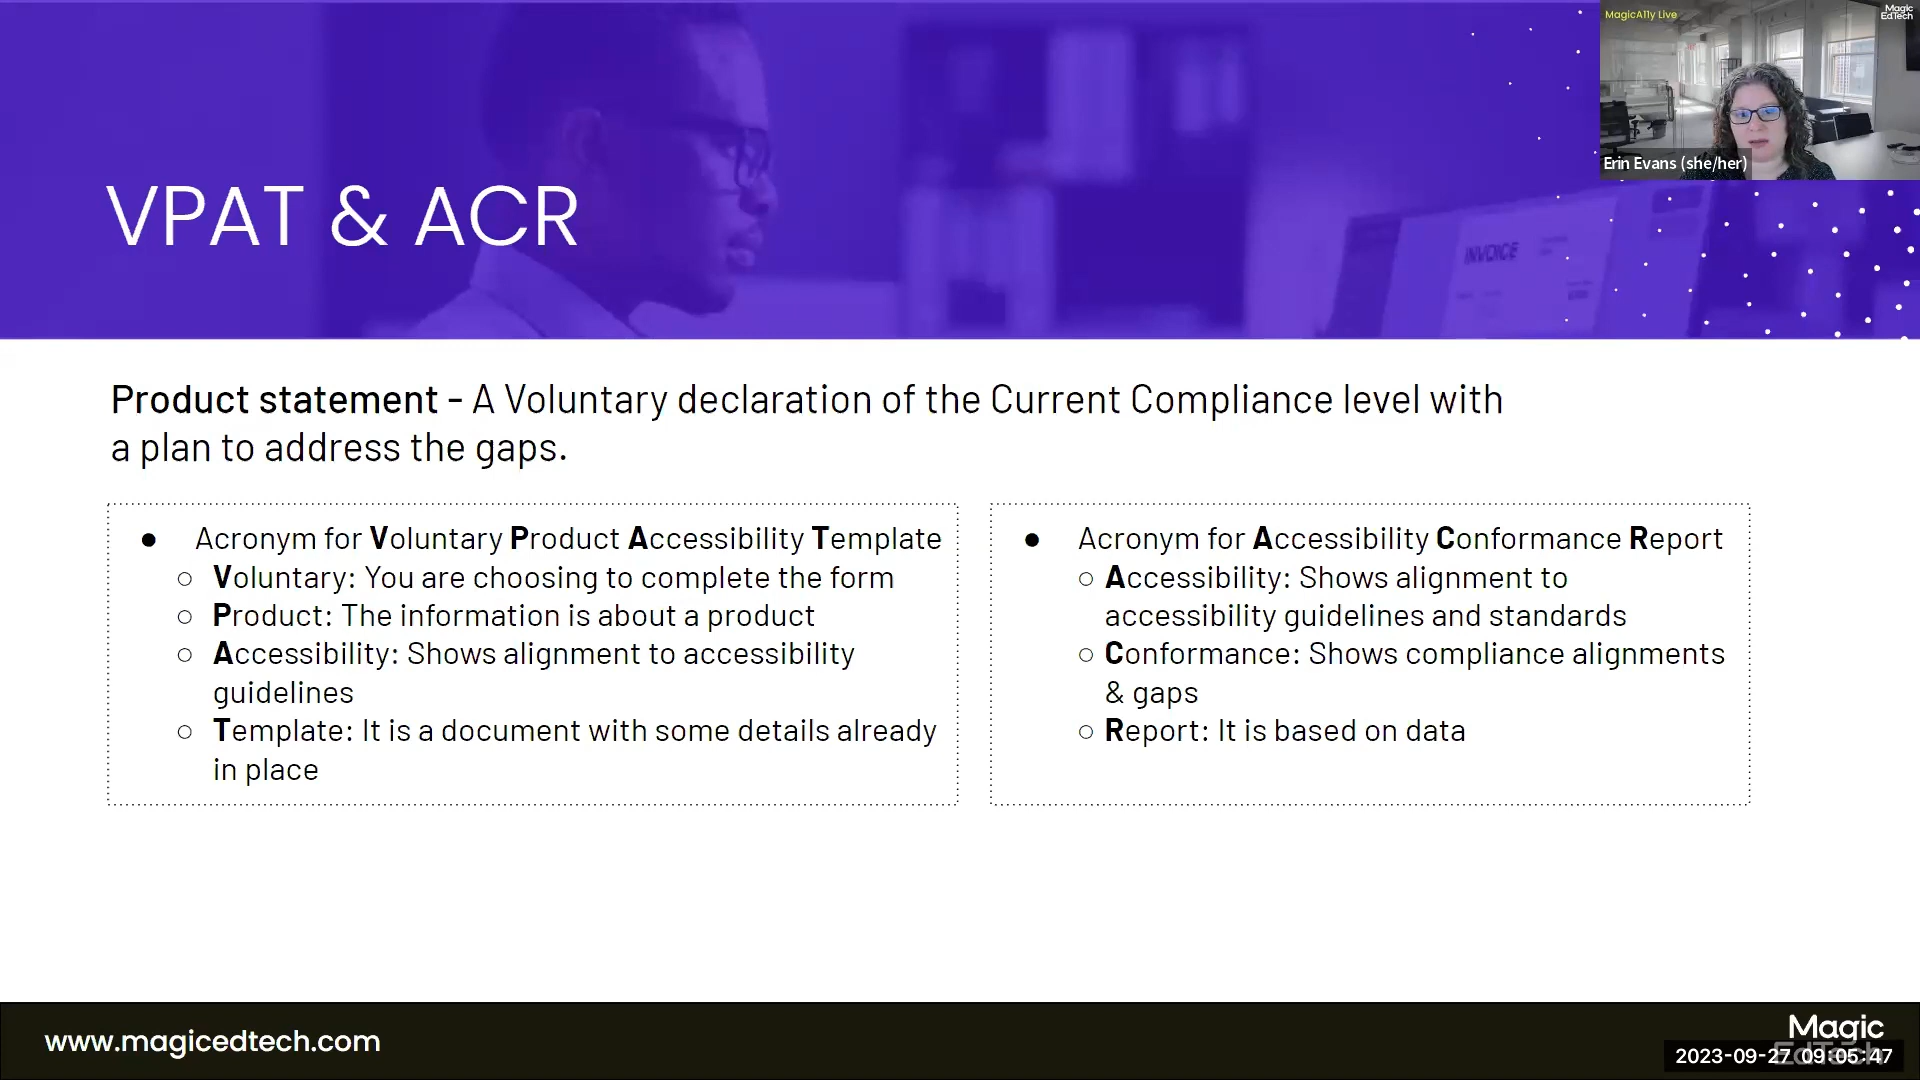 MagicA11y Live
Magic
EdTech
Erin Evans (she/her)
VPAT & ACR
INVOICE
Product statement - A Voluntary declaration of the Current Compliance level with
a plan to address the gaps.
● Acronym for Voluntary Product Accessibility Template
○ Voluntary: You are choosing to complete the form
○ Product: The information is about a product
○ Accessibility: Shows alignment to accessibility
guidelines
○ Template: It is a document with some details already
in place
● Acronym for Accessibility Conformance Report
○ Accessibility: Shows alignment to
accessibility guidelines and standards
○ Conformance: Shows compliance alignments
& gaps
○ Report: It is based on data
www.magicedtech.com
Magic
EdTech
2023-09-27 09:05:47